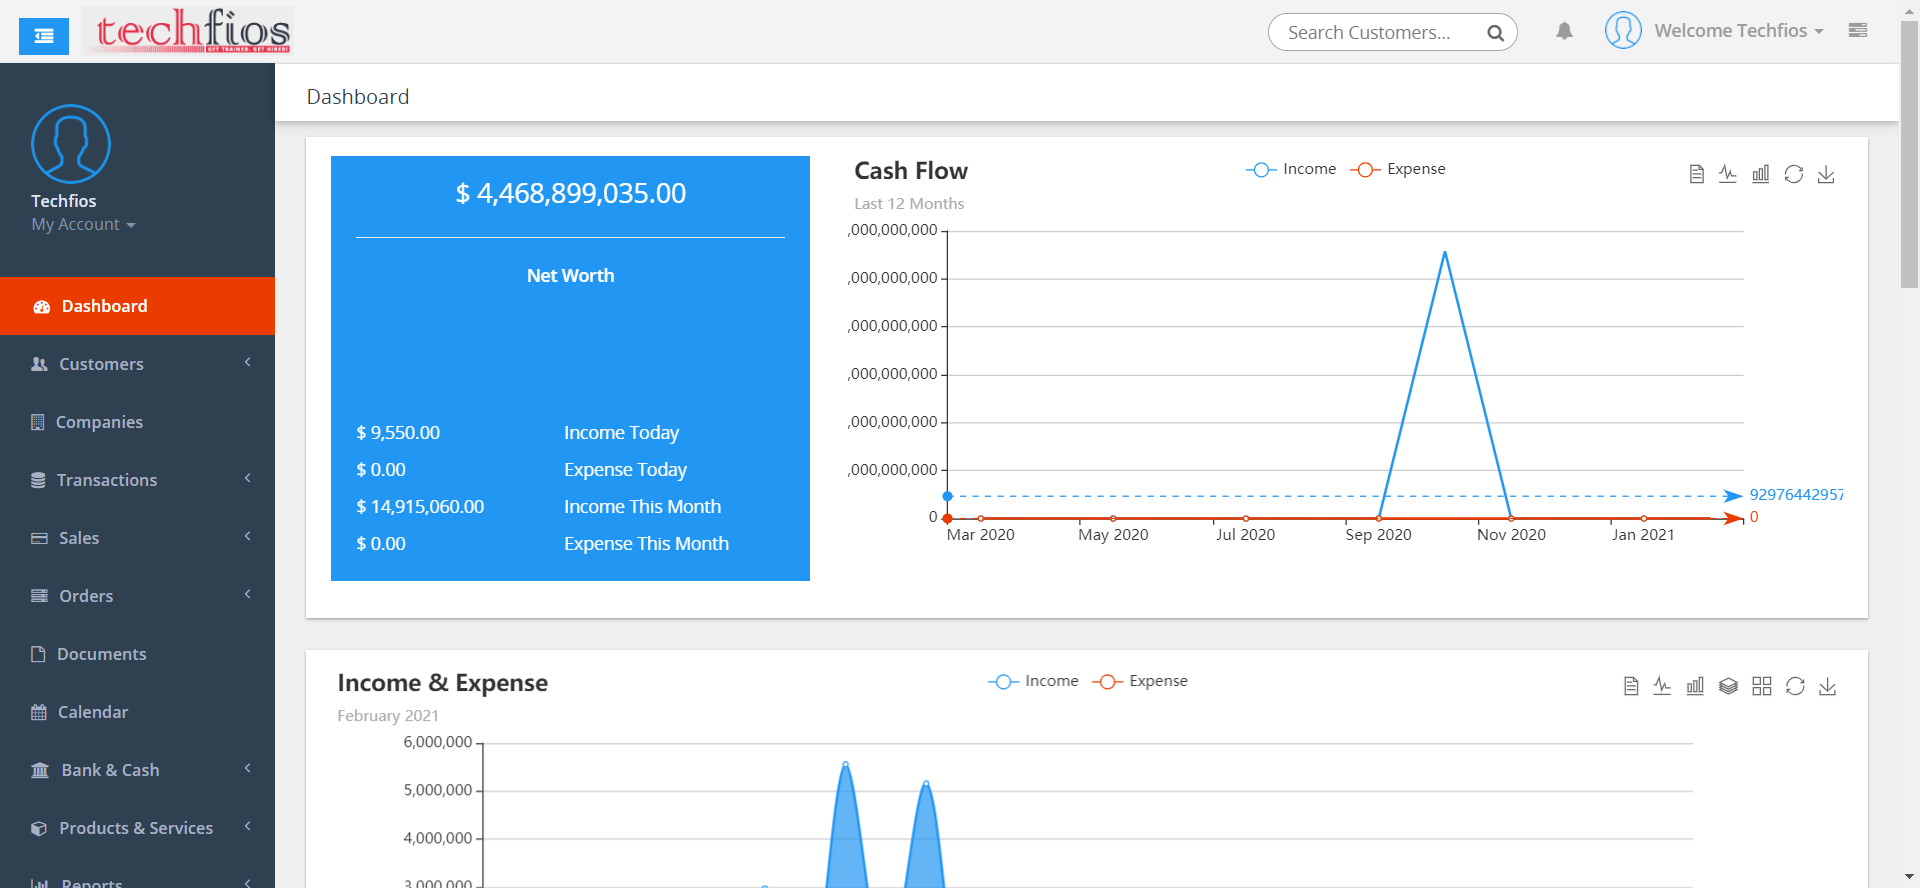 techfios
GET TRAINED. GET HIRED!
Search Customers...
Welcome Techfios
Techfios
My Account
Dashboard
Customers
Companies
Transactions
Sales
Orders
Documents
Calendar
Bank & Cash
Products & Services
Reports
Dashboard
$ 4,468,899,035.00
Net Worth
$ 9,550.00 Income Today
$ 0.00 Expense Today
$ 14,915,060.00 Income This Month
$ 0.00 Expense This Month
Cash Flow
Last 12 Months
Income Expense
,000,000,000
,000,000,000
,000,000,000
,000,000,000
,000,000,000
,000,000,000
0
92976442957
0
Mar 2020 May 2020 Jul 2020 Sep 2020 Nov 2020 Jan 2021
Income & Expense
February 2021
Income Expense
6,000,000
5,000,000
4,000,000
3,000,000